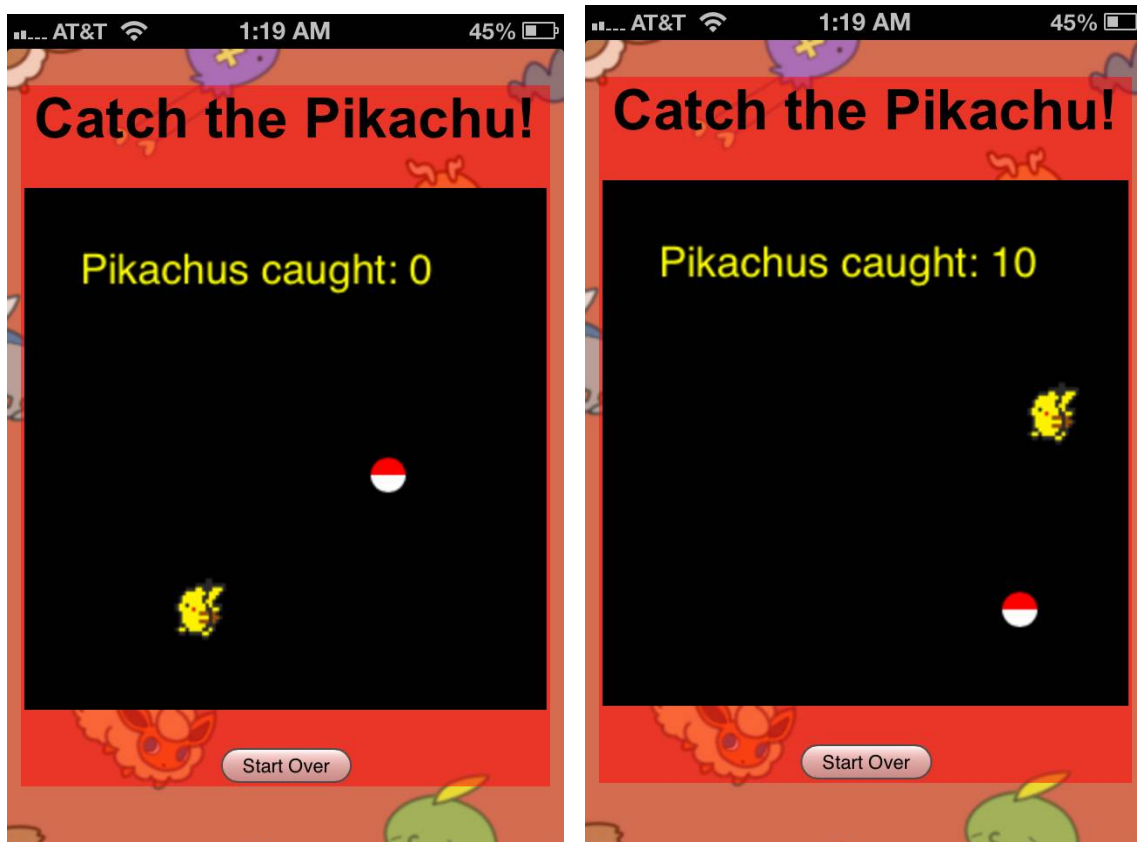 AT&T 1:19 AM 45%
Catch the Pikachu!
Pikachus caught: 0
Start Over
AT&T 1:19 AM 45%
Catch the Pikachu!
Pikachus caught: 10
Start Over